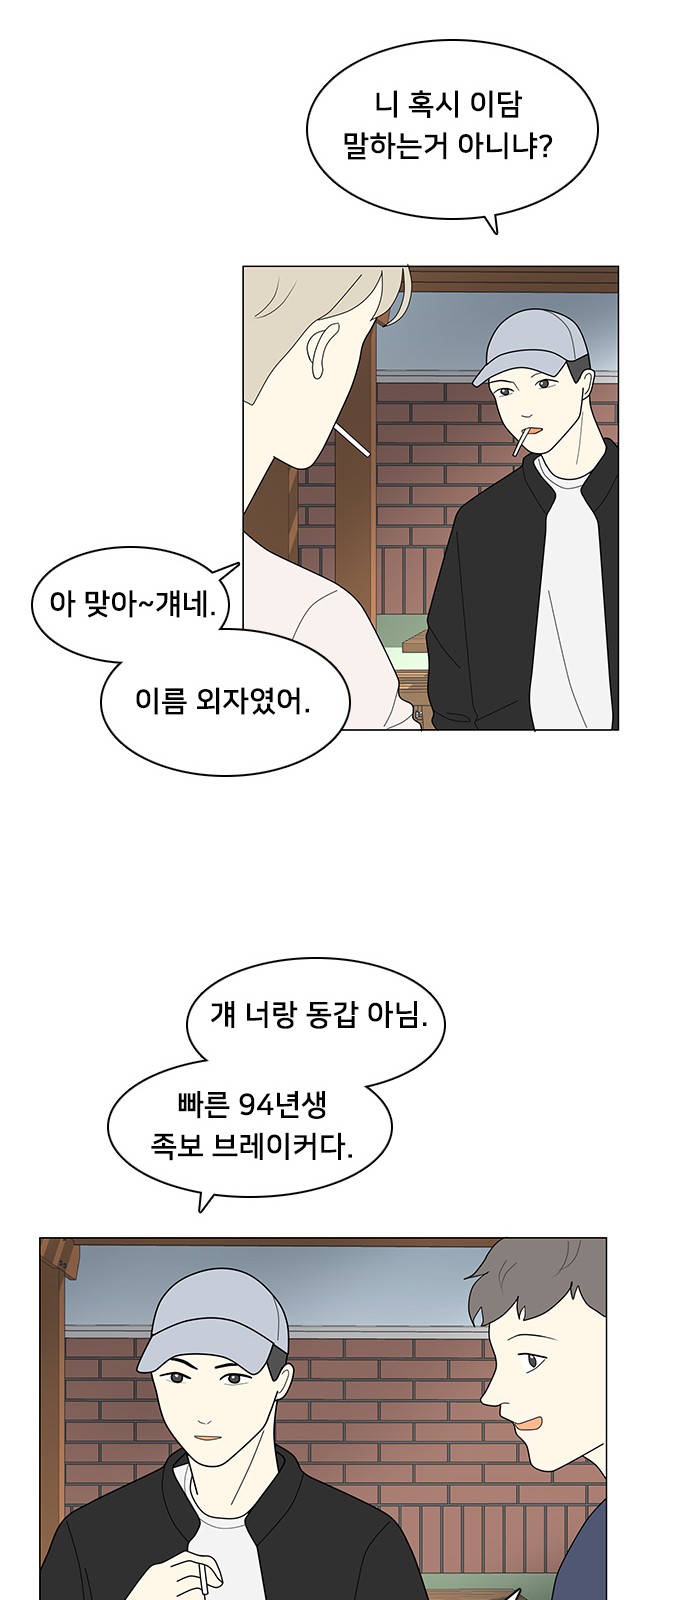 니 혹시 이담
말하는거 아니냐?
아 맞아~걔네.
이름 외자였어.
걔 너랑 동갑 아님.
빠른 94년생
족보 브레이커다.